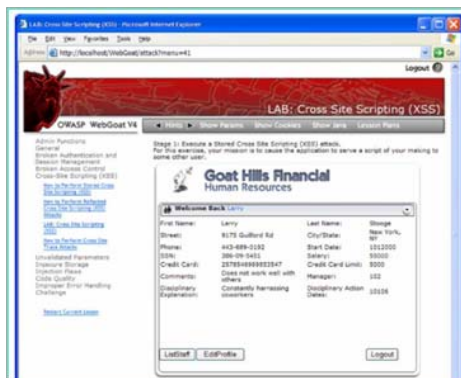 LAB: Cross Site Scripting (XSS) - Microsoft Internet Explorer
File Edit View Favorites Tools Help
Address http://localhost/WebGoat/attack?menu=41 Go
Logout
LAB: Cross Site Scripting (XSS)
OWASP WebGoat V4
Hints Show Params Show Cookies Show Java Lesson Plans
Admin Functions
General
Broken Authentication and
Session Management
Broken Access Control
Cross-Site Scripting (XSS)
How to Perform Stored Cross
Site Scripting (XSS)
How to Perform Reflected
Cross Site Scripting (XSS)
Attacks
LAB: Cross Site Scripting
(XSS)
How to Perform Cross Site
Trace Attacks
Unvalidated Parameters
Insecure Storage
Injection Flaws
Code Quality
Improper Error Handling
Challenge
Restart Current Lesson
Stage 1: Execute a Stored Cross Site Scripting (XSS) attack.
For this exercise, your mission is to cause the application to serve a script of your making to
some other user.
Goat Hills Financial
Human Resources
Welcome Back Larry
First Name: Larry Last Name: Stooge
Street: 9175 Guilford Rd City/State: New York, NY
Phone: 443-689-0192 Start Date: 1012000
SSN: 386-09-5451 Salary: 55000
Credit Card: Credit Card Limit: 5000
Comments: Does not work well with others Manager: 102
Disciplinary Explanation: Constantly harassing coworkers Disciplinary Action Dates: 10106
ListStaff EditProfile Logout